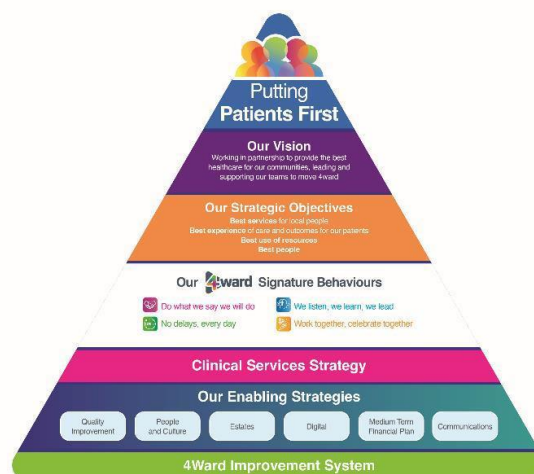 Putting
Patients First
Our Vision
Working in partnership to provide the best
healthcare for our communities, leading and
supporting our teams to move 4ward
Our Strategic Objectives
Best services for local people
Best experience of care and outcomes for our patients
Best use of resources
Best people
Our 4ward Signature Behaviours
Do what we say we will do
We listen, we learn, we lead
No delays, every day
Work together, celebrate together
Clinical Services Strategy
Our Enabling Strategies
Quality
Improvement
People
and Culture
Estates
Digital
Medium Term
Financial Plan
Communications
4Ward Improvement System